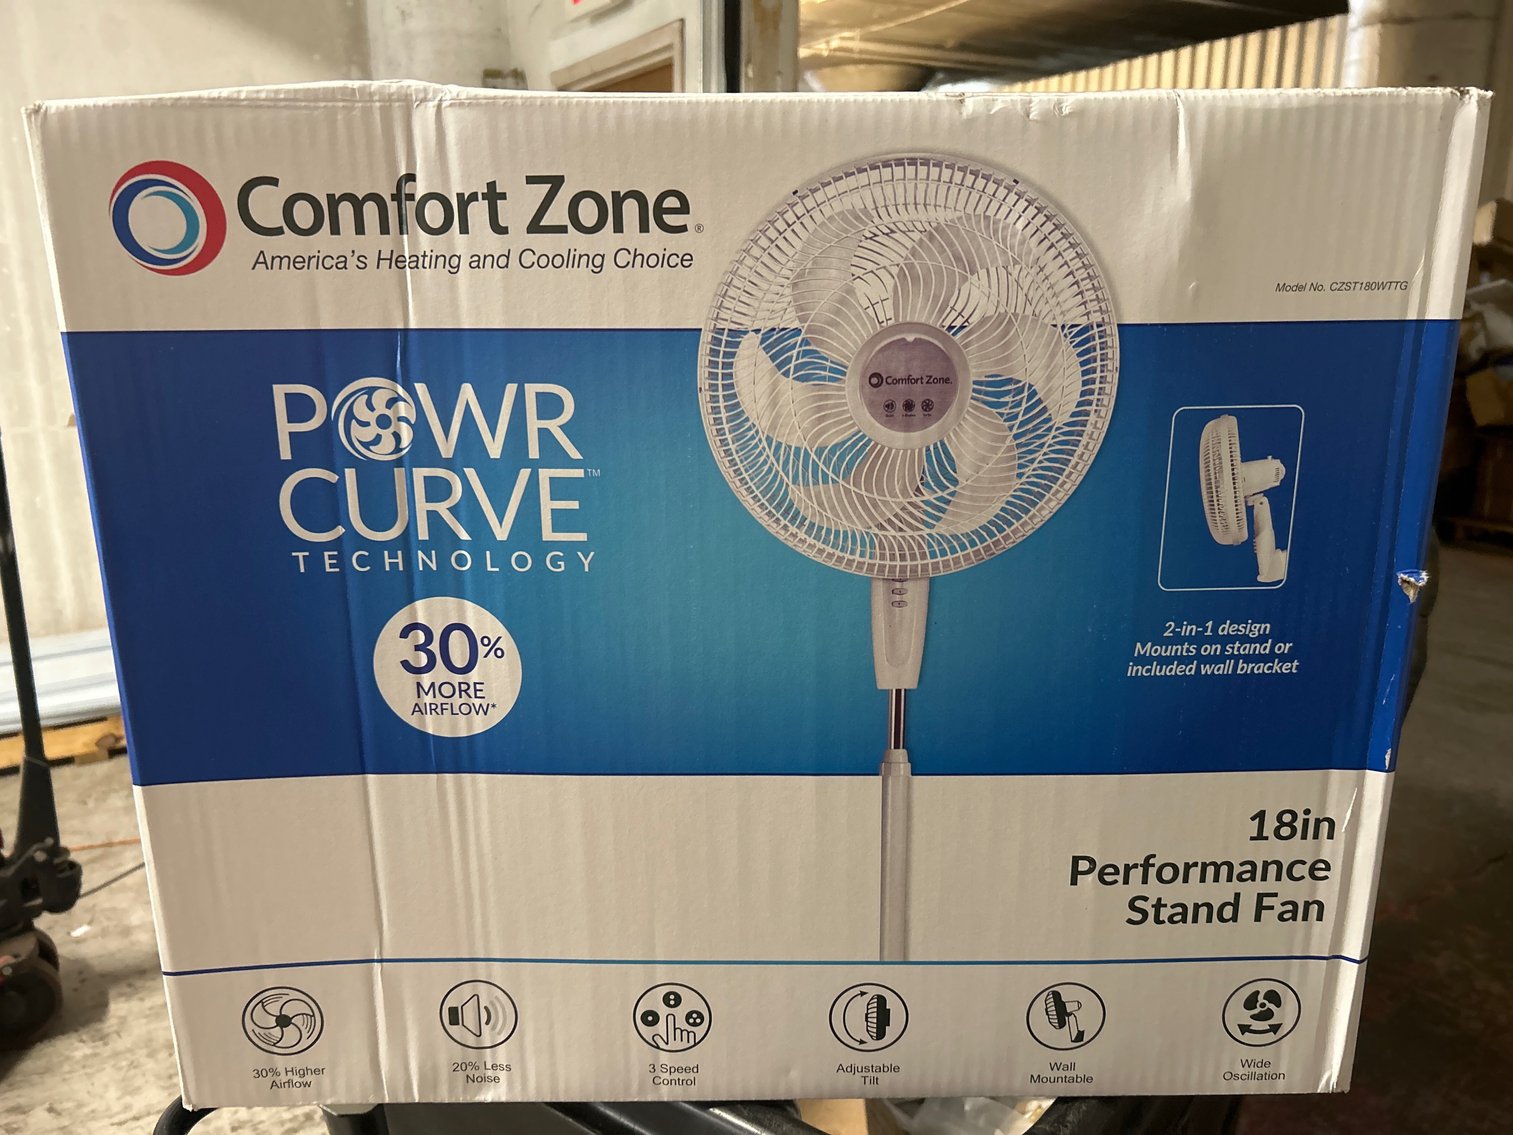 Comfort Zone®
America's Heating and Cooling Choice
Model No. CZST180WTTG
POWR
CURVE™
TECHNOLOGY
30%
MORE
AIRFLOW*
Comfort Zone.
2-in-1 design
Mounts on stand or
included wall bracket
18in
Performance
Stand Fan
30% Higher
Airflow
20% Less
Noise
3 Speed
Control
Adjustable
Tilt
Wall
Mountable
Wide
Oscillation